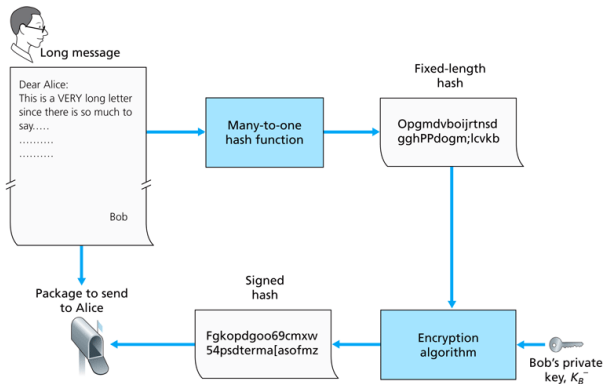 Long message
Dear Alice:
This is a VERY long letter
since there is so much to
say.....
..........
..........
Bob
Many-to-one
hash function
Fixed-length
hash
Opgmdvboijrtnsd
gghPPdogm;lcvkb
Package to send
to Alice
Signed
hash
Fgkopdgoo69cmxw
54psdterma[asofmz
Encryption
algorithm
Bob's private
key, K_B^-